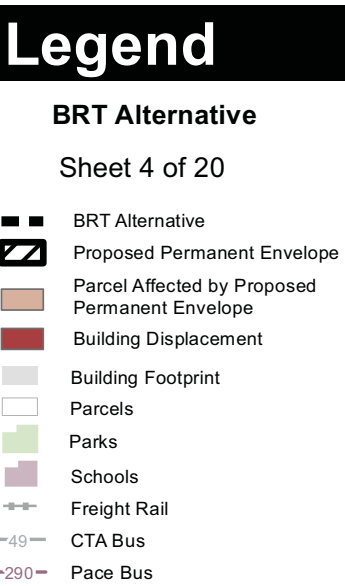 Legend
BRT Alternative
Sheet 4 of 20
BRT Alternative
Proposed Permanent Envelope
Parcel Affected by Proposed
Permanent Envelope
Building Displacement
Building Footprint
Parcels
Parks
Schools
Freight Rail
49 CTA Bus
290 Pace Bus